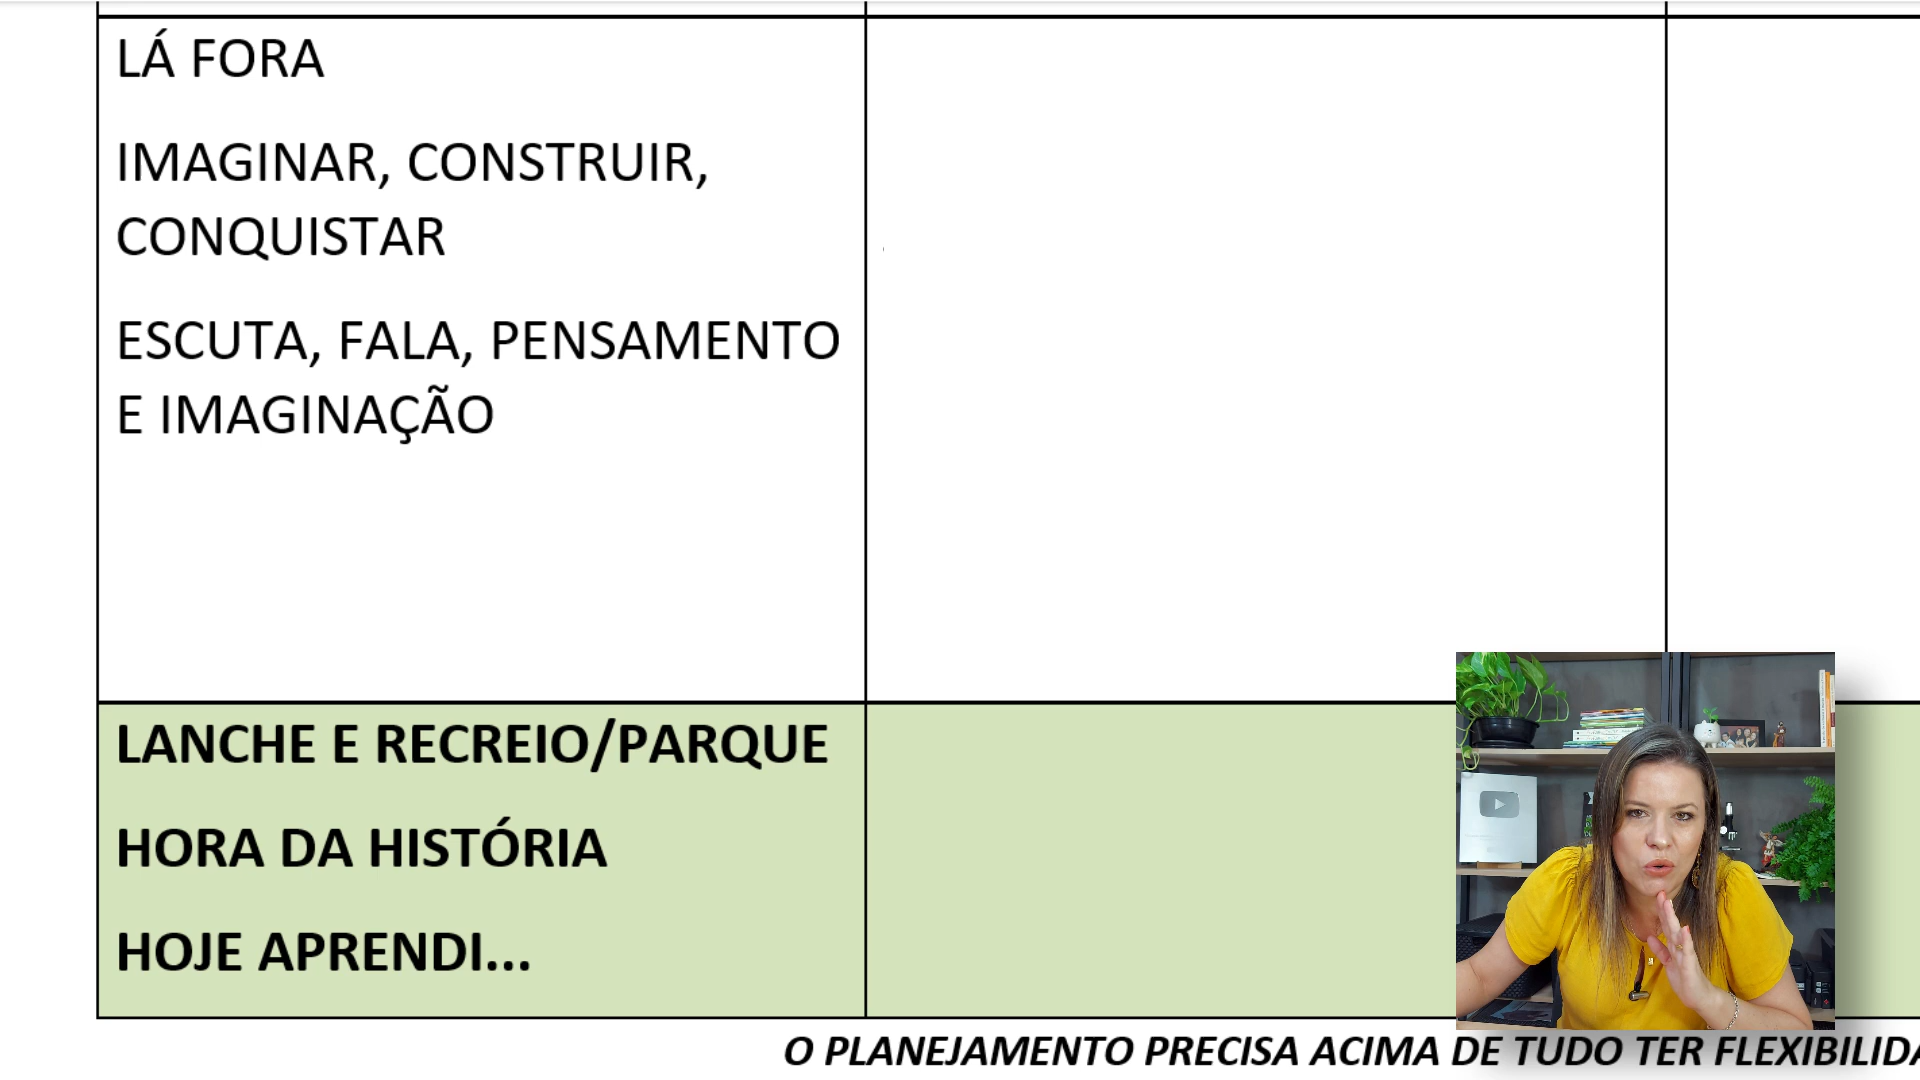 LÁ FORA
IMAGINAR, CONSTRUIR,
CONQUISTAR
ESCUTA, FALA, PENSAMENTO
E IMAGINAÇÃO
LANCHE E RECREIO/PARQUE
HORA DA HISTÓRIA
HOJE APRENDI...
O PLANEJAMENTO PRECISA ACIMA DE TUDO TER FLEXIBILIDA